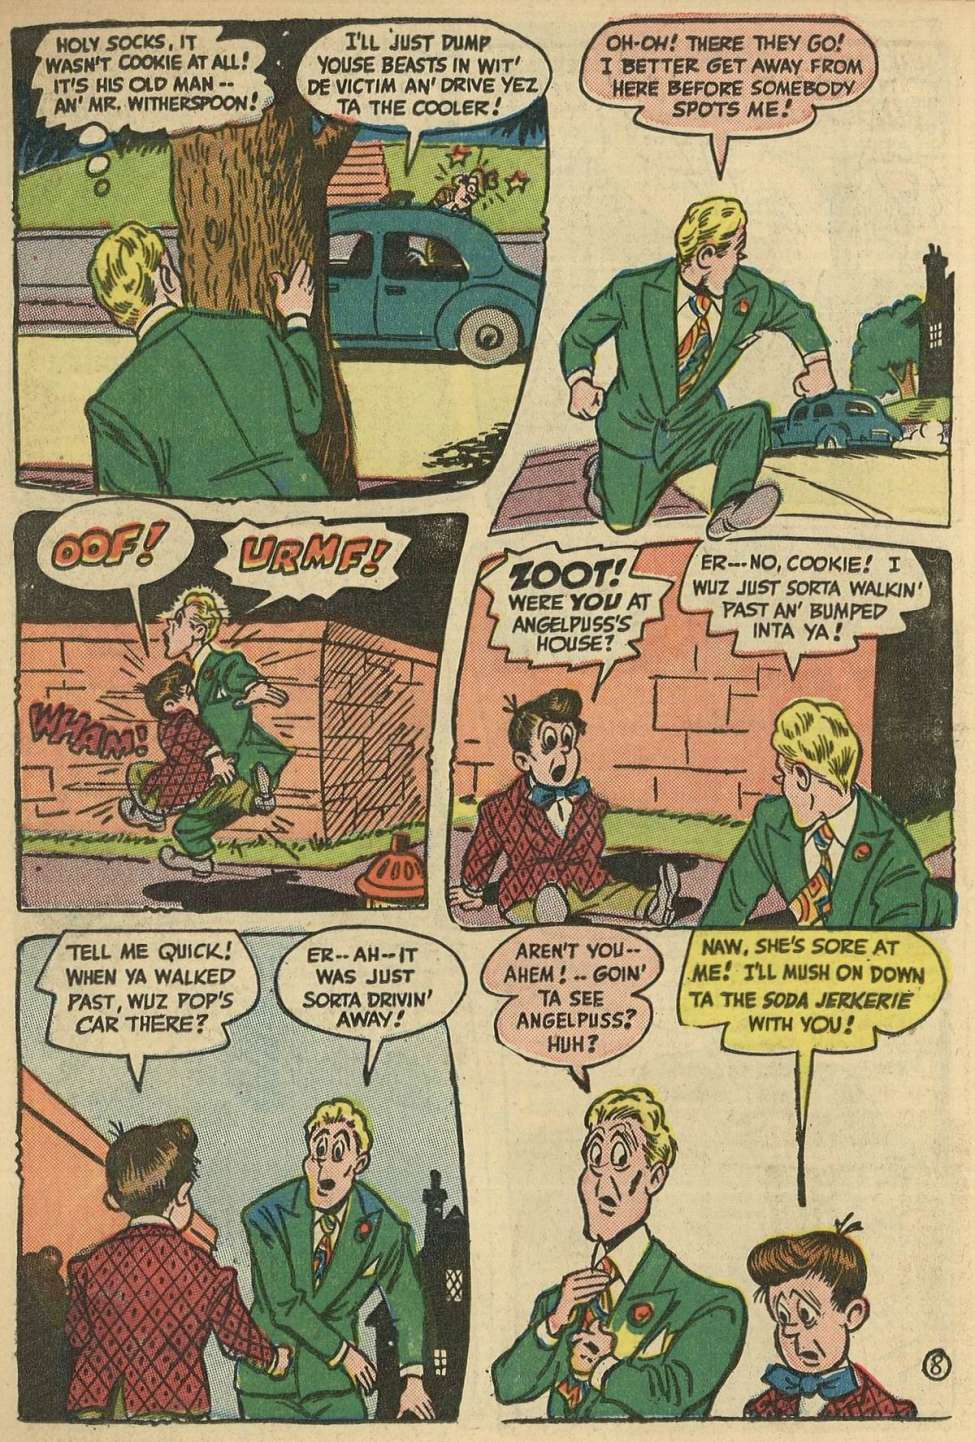 HOLY SOCKS, IT
WASN'T COOKIE AT ALL!
IT'S HIS OLD MAN --
AN' MR. WITHERSPOON!
I'LL JUST DUMP
YOUSE BEASTS IN WIT'
DE VICTIM AN' DRIVE YEZ
TA THE COOLER!
OH-OH! THERE THEY GO!
I BETTER GET AWAY FROM
HERE BEFORE SOMEBODY
SPOTS ME!
OOF!
URMF!
WHAM!
ZOOT!
WERE YOU AT
ANGELPUSS'S
HOUSE?
ER---NO, COOKIE! I
WUZ JUST SORTA WALKIN'
PAST AN' BUMPED
INTA YA!
TELL ME QUICK!
WHEN YA WALKED
PAST, WUZ POP'S
CAR THERE?
ER--AH--IT
WAS JUST
SORTA DRIVIN'
AWAY!
AREN'T YOU--
AHEM! -- GOIN'
TA SEE
ANGELPUSS?
HUH?
NAW, SHE'S SORE AT
ME! I'LL MUSH ON DOWN
TA THE SODA JERKERIE
WITH YOU!
8